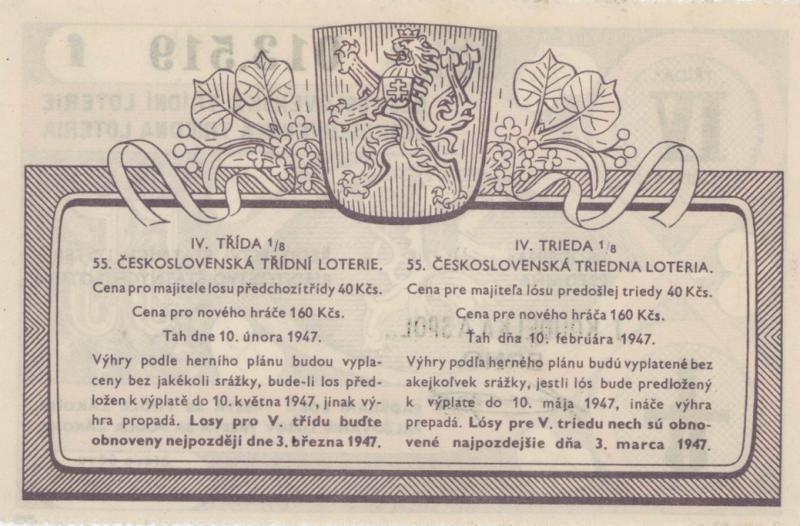 IV. TŘÍDA 1/8
55. ČESKOSLOVENSKÁ TŘÍDNÍ LOTERIE.
Cena pro majitele losu předchozí třídy 40 Kčs.
Cena pro nového hráče 160 Kčs.
Tah dne 10. února 1947.
Výhry podle herního plánu budou vypla-
ceny bez jakékoli srážky, bude-li los před-
ložen k výplatě do 10. května 1947, jinak vý-
hra propadá. Losy pro V. třídu buďte
obnoveny nejpozději dne 3. března 1947.
IV. TRIEDA 1/8
55. ČESKOSLOVENSKÁ TRIEDNA LOTERIA.
Cena pre majiteľa lósu predošlej triedy 40 Kčs.
Cena pre nového hráča 160 Kčs.
Ťah dňa 10. februára 1947.
Výhry podľa herného plánu budú vyplatené bez
akejkoľvek srážky, jestli lós bude predložený
k výplate do 10. mája 1947, ináče výhra
prepadá. Lósy pre V. triedu nech sú obno-
vené najpozdejšie dňa 3. marca 1947.